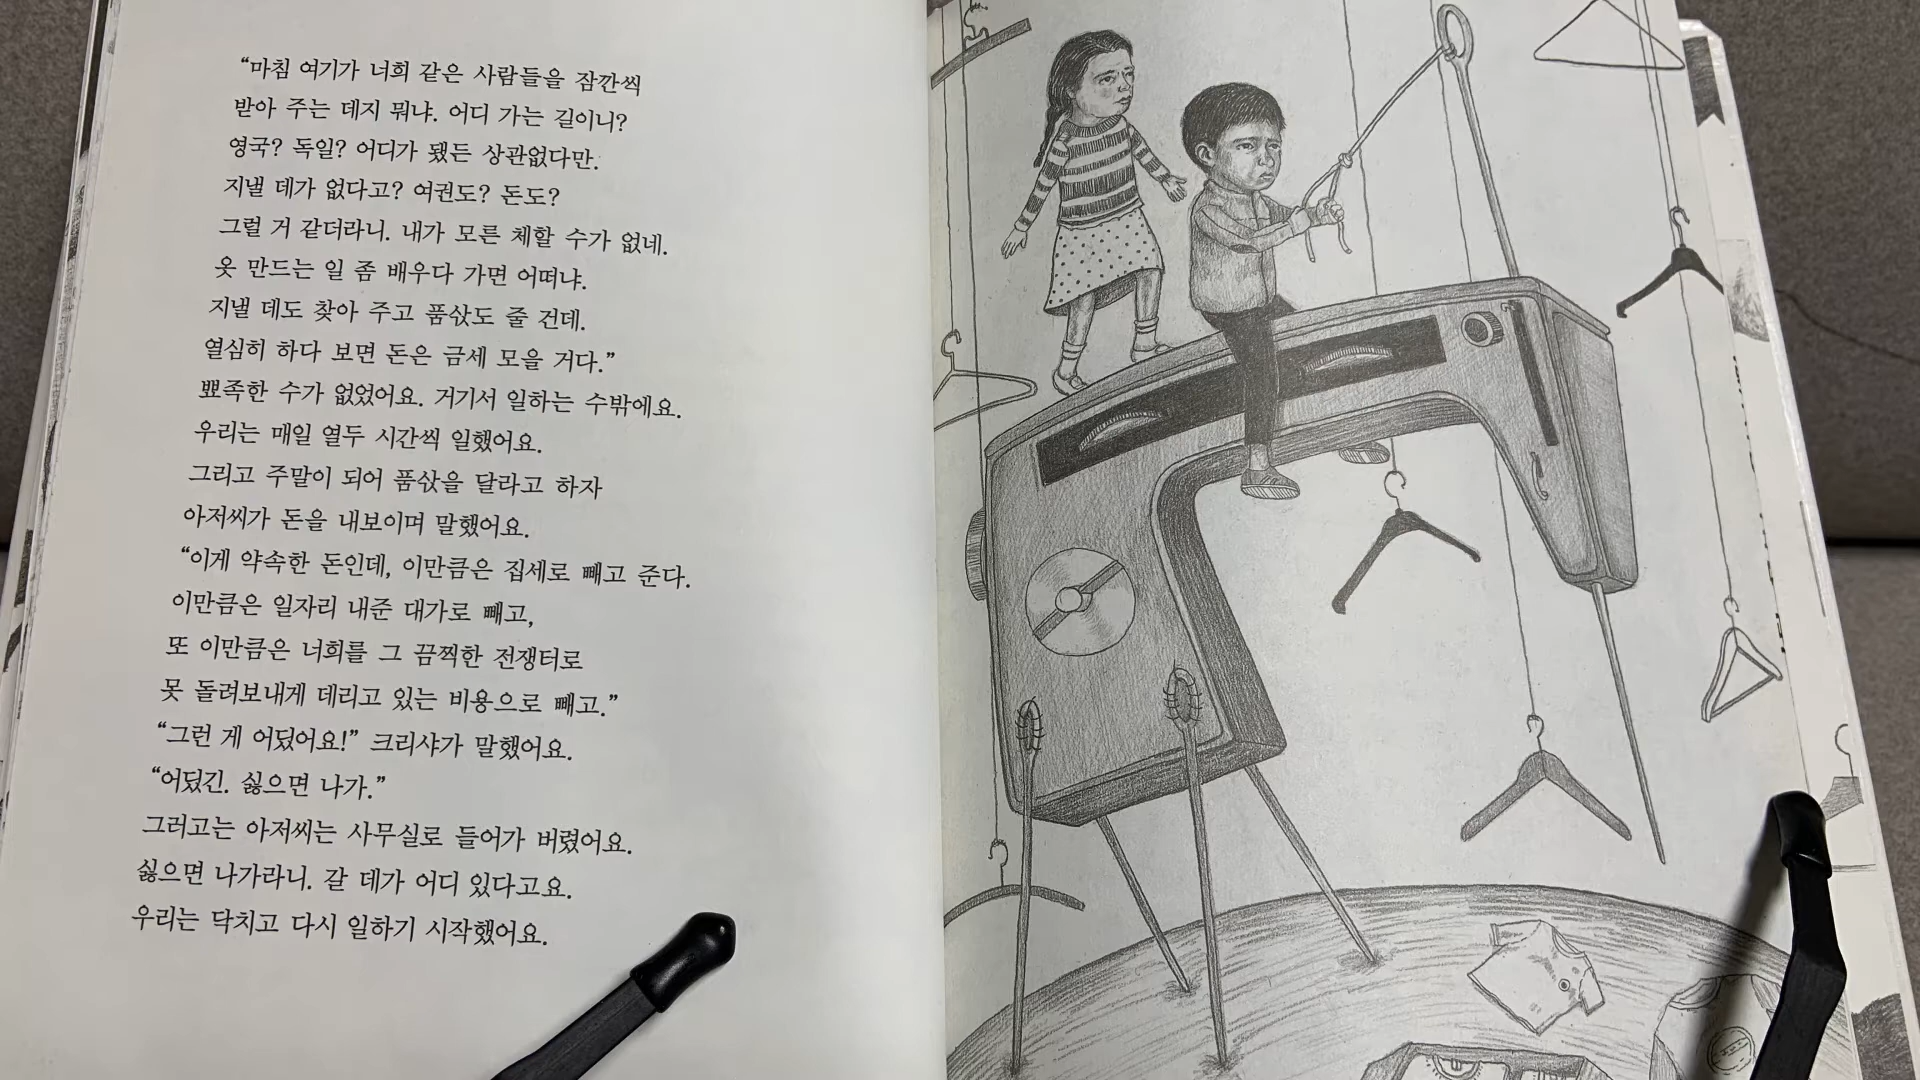 “마침 여기가 너희 같은 사람들을 잠깐씩
받아 주는 데지 뭐냐. 어디 가는 길이니?
영국? 독일? 어디가 됐든 상관없다만.
지낼 데가 없다고? 여권도? 돈도?
그럴 거 같더라니. 내가 모른 체할 수가 없네.
옷 만드는 일 좀 배우다 가면 어떠냐.
지낼 데도 찾아 주고 품삯도 줄 건데.
열심히 하다 보면 돈은 금세 모을 거다.”
뾰족한 수가 없었어요. 거기서 일하는 수밖에요.
우리는 매일 열두 시간씩 일했어요.
그리고 주말이 되어 품삯을 달라고 하자
아저씨가 돈을 내보이며 말했어요.
“이게 약속한 돈인데, 이만큼은 집세로 빼고 준다.
이만큼은 일자리 내준 대가로 빼고,
또 이만큼은 너희를 그 끔찍한 전쟁터로
못 돌려보내게 데리고 있는 비용으로 빼고.”
“그런 게 어딨어요!” 크리샤가 말했어요.
“어딨긴. 싫으면 나가.”
그러고는 아저씨는 사무실로 들어가 버렸어요.
싫으면 나가라니. 갈 데가 어디 있다고요.
우리는 닥치고 다시 일하기 시작했어요.